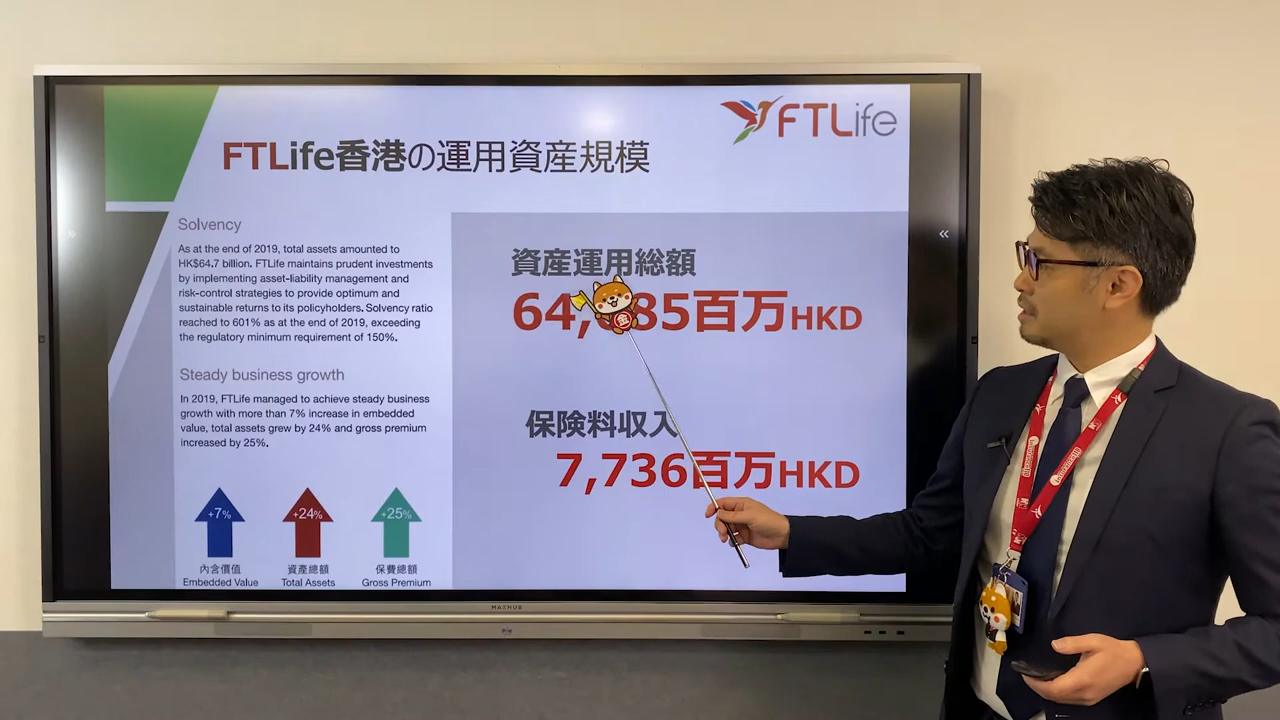 FTLife
FTLife香港の運用資産規模
Solvency
As at the end of 2019, total assets amounted to
HK$64.7 billion. FTLife maintains prudent investments
by implementing asset-liability management and
risk-control strategies to provide optimum and
sustainable returns to its policyholders. Solvency ratio
reached to 601% as at the end of 2019, exceeding
the regulatory minimum requirement of 150%.
Steady business growth
In 2019, FTLife managed to achieve steady business
growth with more than 7% increase in embedded
value, total assets grew by 24% and gross premium
increased by 25%.
+7%
+24%
+25%
內含價值
資產總額
保費總額
Embedded Value
Total Assets
Gross Premium
資産運用総額
85百万HKD
金
保険料収入
7,736百万HKD
MAXHUB